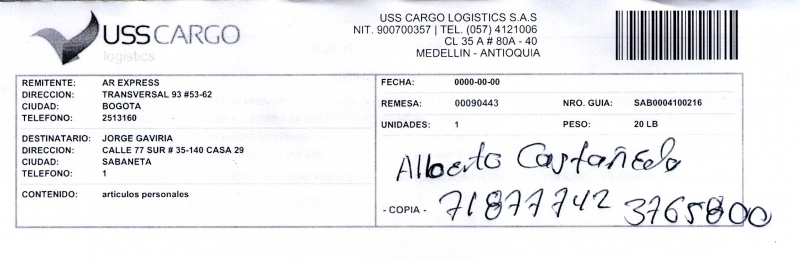 USSCARGO
logistics
USS CARGO LOGISTICS S.A.S
NIT. 900700357 | TEL. (057) 4121006
CL 35 A # 80A - 40
MEDELLIN - ANTIOQUIA
REMITENTE: AR EXPRESS
DIRECCION: TRANSVERSAL 93 #53-62
CIUDAD: BOGOTA
TELEFONO: 2513160
DESTINATARIO: JORGE GAVIRIA
DIRECCION: CALLE 77 SUR # 35-140 CASA 29
CIUDAD: SABANETA
TELEFONO: 1
CONTENIDO: articulos personales
FECHA: 0000-00-00
REMESA: 00090443 NRO. GUIA: SAB0004100216
UNIDADES: 1 PESO: 20 LB
Alberto Castañeda
- COPIA - 71877742 3765800